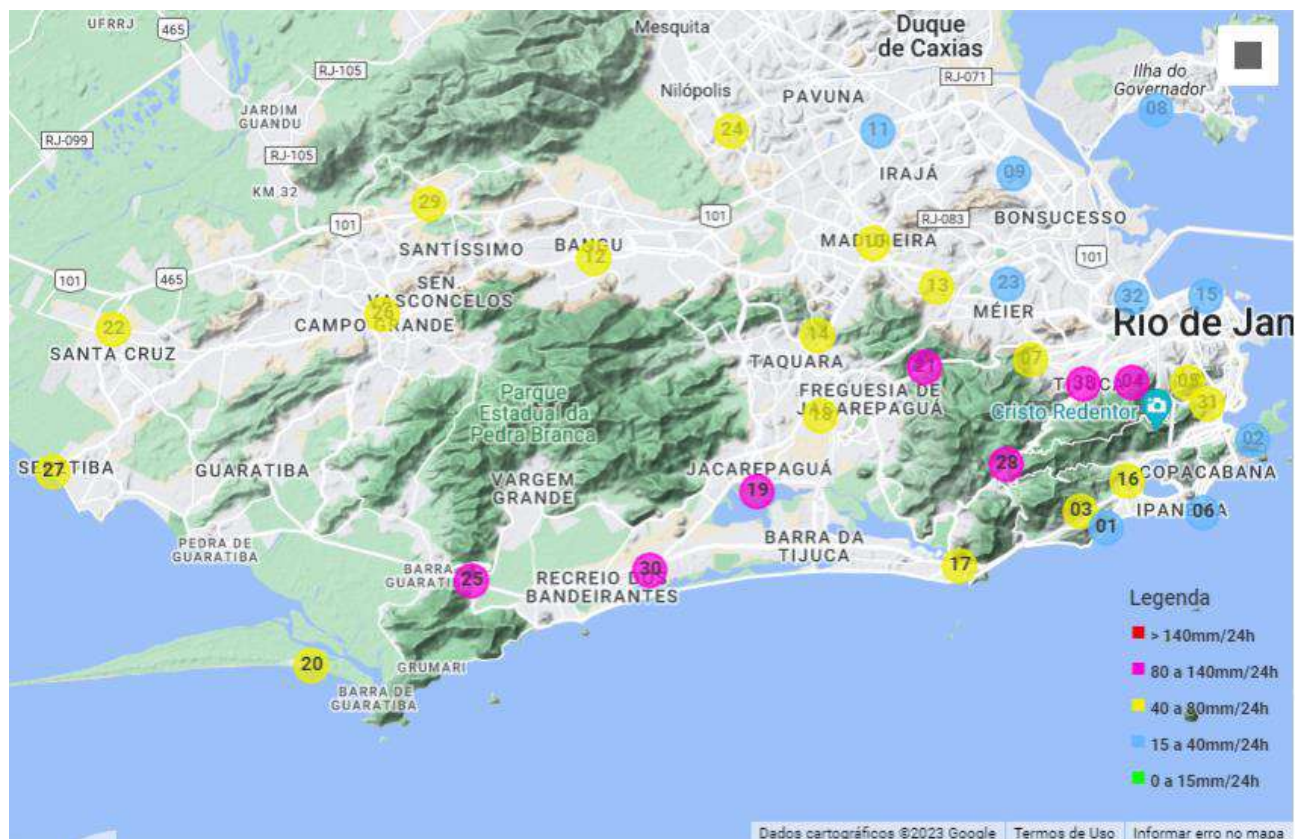 UFRRJ
465
Mesquita
Duque
de Caxias
RJ-105
RJ-071
Ilha do
Governador
Nilópolis
PAVUNA
JARDIM
GUANDU
08
24
11
RJ-099
RJ-105
IRAJÁ
09
KM 32
29
101
101
RJ-083
BONSUCESSO
SANTÍSSIMO
BANGU
12
MADUREIRA
10
101
101
465
SEN.
VASCONCELOS
13
23
32
15
26
CAMPO GRANDE
MÉIER
22
SANTA CRUZ
14
Rio de Jan
TAQUARA
07
21
FREGUESIA DE
JACAREPAGUÁ
TIJUCA
38
04
05
31
Parque
Estadual da
Pedra Branca
18
Cristo Redentor
02
SEPETIBA
27
GUARATIBA
JACAREPAGUÁ
28
COPACABANA
VARGEM
GRANDE
19
16
03
01
IPANEMA
06
PEDRA DE
GUARATIBA
BARRA DA
TIJUCA
BARRA
GUARATI
25
RECREIO DOS
BANDEIRANTES
30
17
Legenda
> 140mm/24h
20
GRUMARI
80 a 140mm/24h
BARRA DE
GUARATIBA
40 a 80mm/24h
15 a 40mm/24h
0 a 15mm/24h
Dados cartográficos ©2023 Google
Termos de Uso
Informar erro no mapa